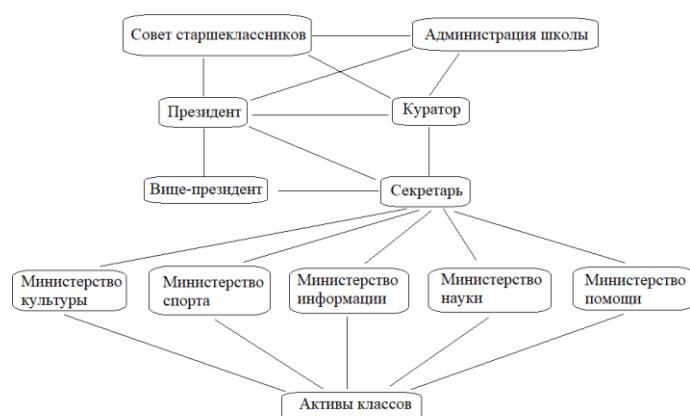 Совет старшеклассников
Администрация школы
Президент
Куратор
Вице-президент
Секретарь
Министерство
культуры
Министерство
спорта
Министерство
информации
Министерство
науки
Министерство
помощи
Активы классов